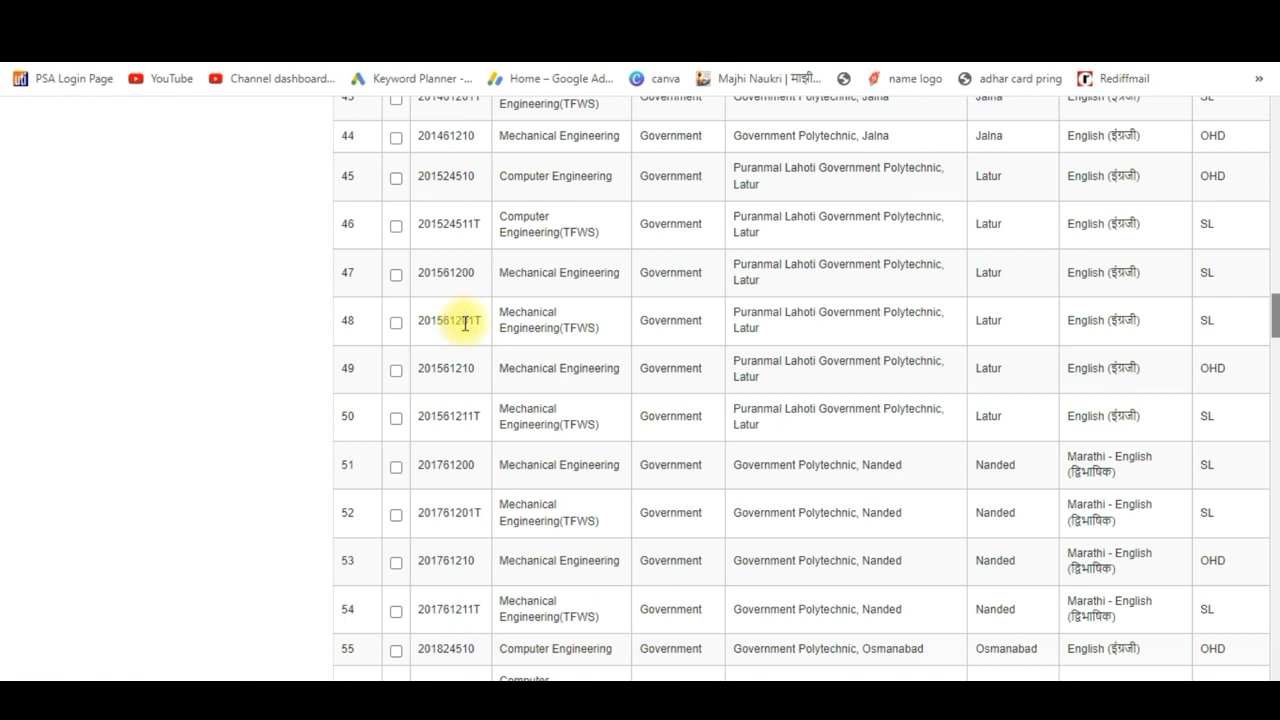 PSA Login Page YouTube Channel dashboard... Keyword Planner -... Home – Google Ad... canva Majhi Naukri | माझी... name logo adhar card pring Rediffmail »
Engineering(TFWS)
44 201461210 Mechanical Engineering Government Government Polytechnic, Jalna Jalna English (इंग्रजी) OHD
45 201524510 Computer Engineering Government Puranmal Lahoti Government Polytechnic, Latur Latur English (इंग्रजी) OHD
46 201524511T Computer Engineering(TFWS) Government Puranmal Lahoti Government Polytechnic, Latur Latur English (इंग्रजी) SL
47 201561200 Mechanical Engineering Government Puranmal Lahoti Government Polytechnic, Latur Latur English (इंग्रजी) SL
48 201561201T Mechanical Engineering(TFWS) Government Puranmal Lahoti Government Polytechnic, Latur Latur English (इंग्रजी) SL
49 201561210 Mechanical Engineering Government Puranmal Lahoti Government Polytechnic, Latur Latur English (इंग्रजी) OHD
50 201561211T Mechanical Engineering(TFWS) Government Puranmal Lahoti Government Polytechnic, Latur Latur English (इंग्रजी) SL
51 201761200 Mechanical Engineering Government Government Polytechnic, Nanded Nanded Marathi - English (द्विभाषिक) SL
52 201761201T Mechanical Engineering(TFWS) Government Government Polytechnic, Nanded Nanded Marathi - English (द्विभाषिक) SL
53 201761210 Mechanical Engineering Government Government Polytechnic, Nanded Nanded Marathi - English (द्विभाषिक) OHD
54 201761211T Mechanical Engineering(TFWS) Government Government Polytechnic, Nanded Nanded Marathi - English (द्विभाषिक) SL
55 201824510 Computer Engineering Government Government Polytechnic, Osmanabad Osmanabad English (इंग्रजी) OHD